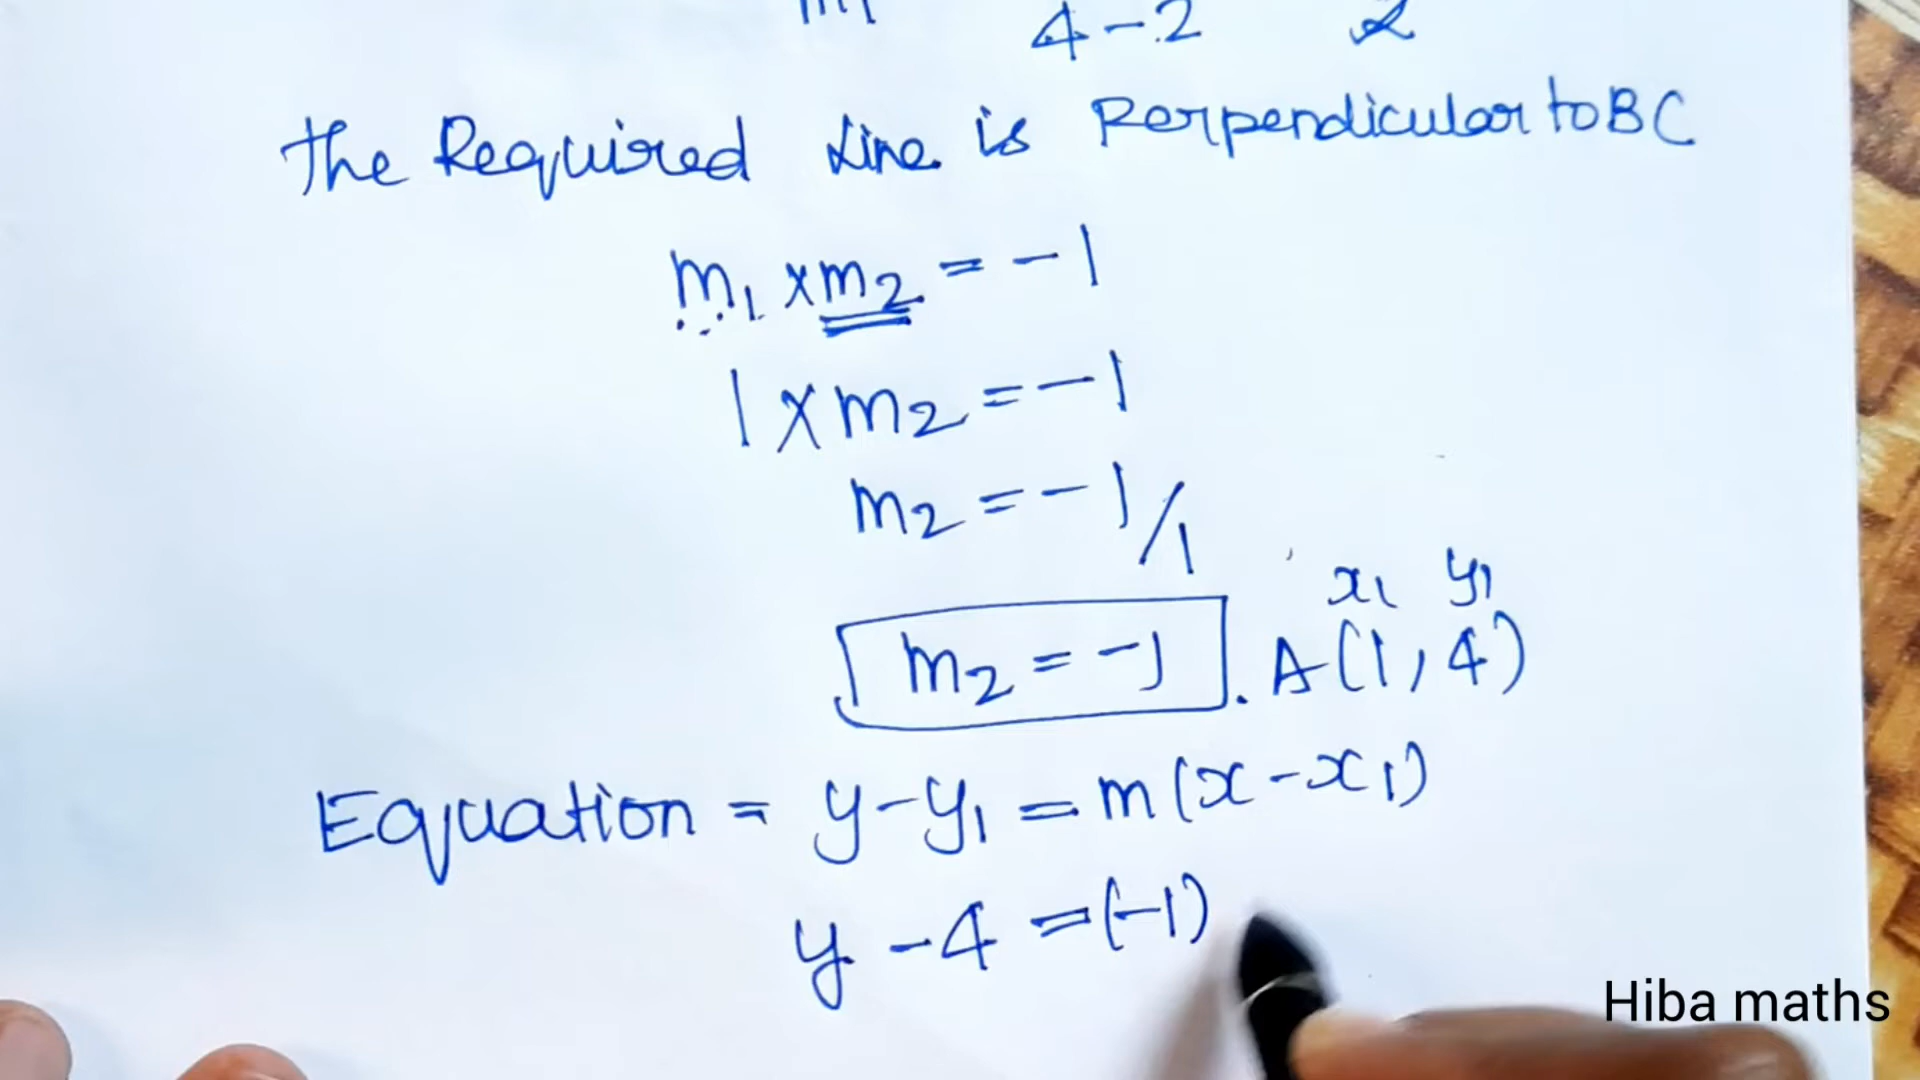 4-2 2
the Required Line is Perpendicular to BC
m₁ × m₂ = -1
1 × m₂ = -1
m₂ = -1/1
x₁ y₁
m₂ = -1. A(1, 4)
Equation = y-y₁ = m(x-x₁)
y - 4 = (-1)
Hiba maths